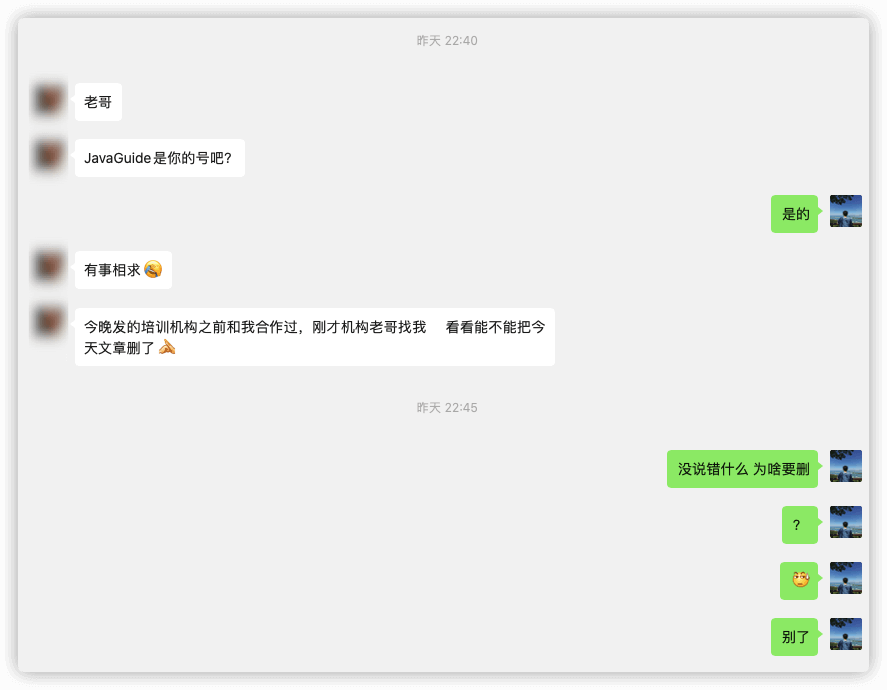 昨天 22:40
老哥
JavaGuide是你的号吧?
是的
有事相求
今晚发的培训机构之前和我合作过，刚才机构老哥找我 看看能不能把今
天文章删了
昨天 22:45
没说错什么 为啥要删
？
别了